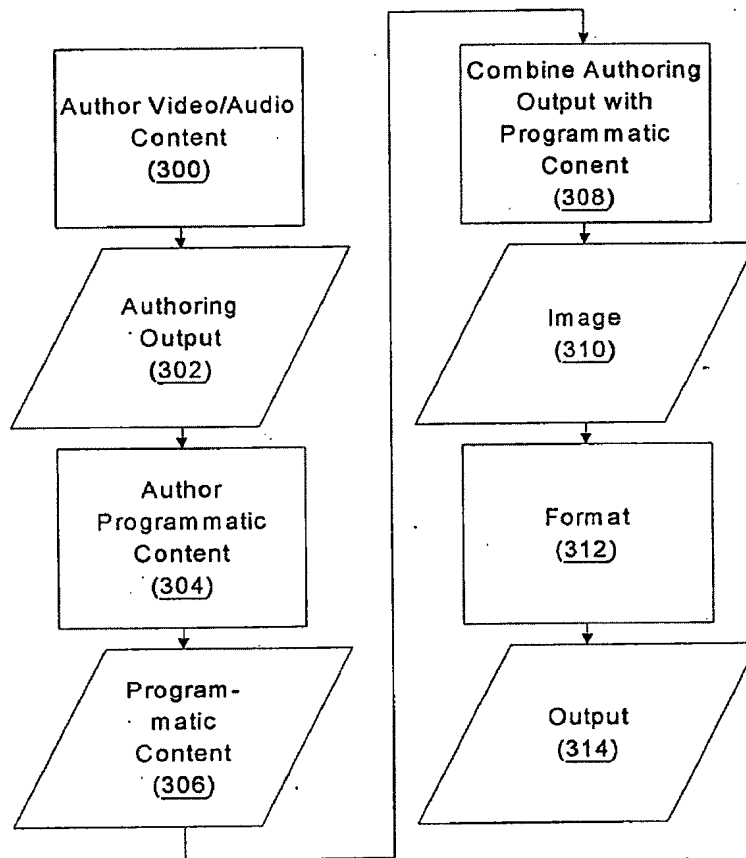 Author Video/Audio
Content
(300)
Authoring
Output
(302)
Author
Programmatic
Content
(304)
Program-
matic
Content
(306)
Combine Authoring
Output with
Programmatic
Conent
(308)
Image
(310)
Format
(312)
Output
(314)